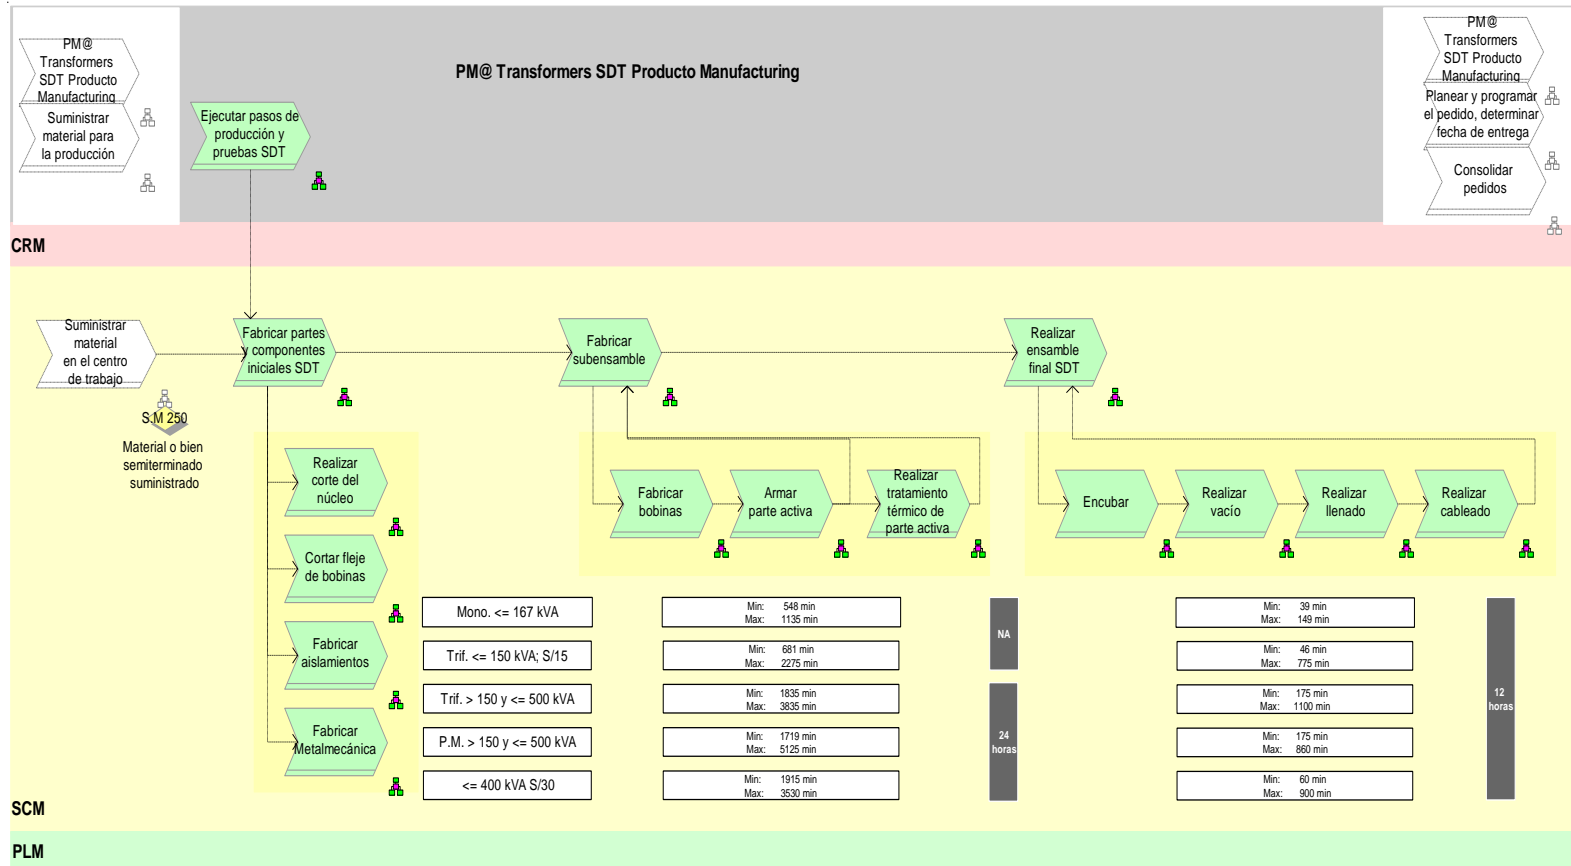 PM@
Transformers
SDT Producto
Manufacturing
Suministrar
material para
la producción
Ejecutar pasos de
producción y
pruebas SDT
PM@ Transformers SDT Producto Manufacturing
PM@
Transformers
SDT Producto
Manufacturing
Planear y programar
el pedido, determinar
fecha de entrega
Consolidar
pedidos
CRM
Suministrar
material
en el centro
de trabajo
S.M 250
Material o bien
semiterminado
suministrado
Fabricar partes
y componentes
iniciales SDT
Fabricar
subensamble
Realizar
ensamble
final SDT
Realizar
corte del
núcleo
Cortar fleje
de bobinas
Fabricar
aislamientos
Fabricar
Metalmecánica
Fabricar
bobinas
Armar
parte activa
Realizar
tratamiento
térmico de
parte activa
Encubar
Realizar
vacío
Realizar
llenado
Realizar
cableado
Mono. <= 167 kVA
Min: 548 min
Max: 1135 min
NA
Min: 39 min
Max: 149 min
Trif. <= 150 kVA; S/15
Min: 681 min
Max: 2275 min
Min: 46 min
Max: 775 min
Trif. > 150 y <= 500 kVA
Min: 1835 min
Max: 3835 min
Min: 175 min
Max: 1100 min
12
horas
P.M. > 150 y <= 500 kVA
Min: 1719 min
Max: 5125 min
24
horas
Min: 175 min
Max: 860 min
<= 400 kVA S/30
Min: 1915 min
Max: 3530 min
Min: 60 min
Max: 900 min
SCM
PLM